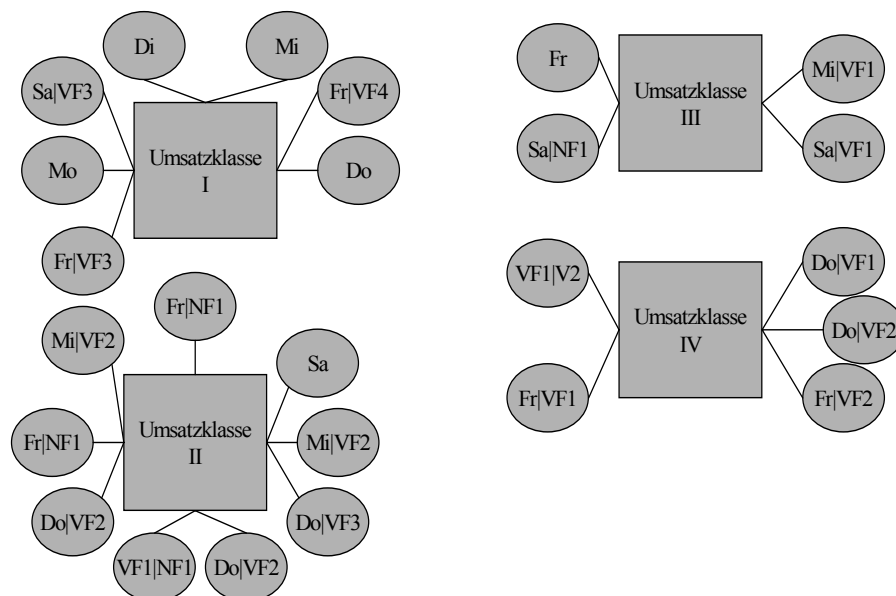 Di
Mi
Sa|VF3
Fr|VF4
Mo
Umsatzklasse
I
Do
Fr|VF3
Fr
Umsatzklasse
III
Mi|VF1
Sa|NF1
Sa|VF1
Fr|NF1
Mi|VF2
Sa
Fr|NF1
Umsatzklasse
II
Mi|VF2
Do|VF2
Do|VF3
VF1|NF1
Do|VF2
VF1|V2
Do|VF1
Umsatzklasse
IV
Do|VF2
Fr|VF1
Fr|VF2